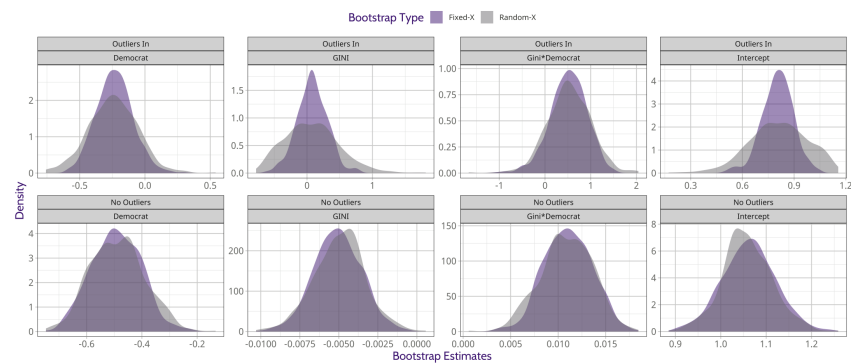 Bootstrap Type Fixed-X Random-X
Outliers In Outliers In Outliers In Outliers In
Democrat GINI Gini*Democrat Intercept
2 1.5 1.00 4
1 1.0 0.75 3
0 0.5 0.50 2
0.0 0.25 1
0.00 0
-0.5 0.0 0.5 0 1 -1 0 1 2 0.3 0.6 0.9 1.2
Density
No Outliers No Outliers No Outliers No Outliers
Democrat GINI Gini*Democrat Intercept
4 200 150 8
3 100 100 6
2 0 50 4
1 0 2
0 0
-0.6 -0.4 -0.2 -0.0100 -0.0075 -0.0050 -0.0025 0.0000 0.000 0.005 0.010 0.015 0.9 1.0 1.1 1.2
Bootstrap Estimates